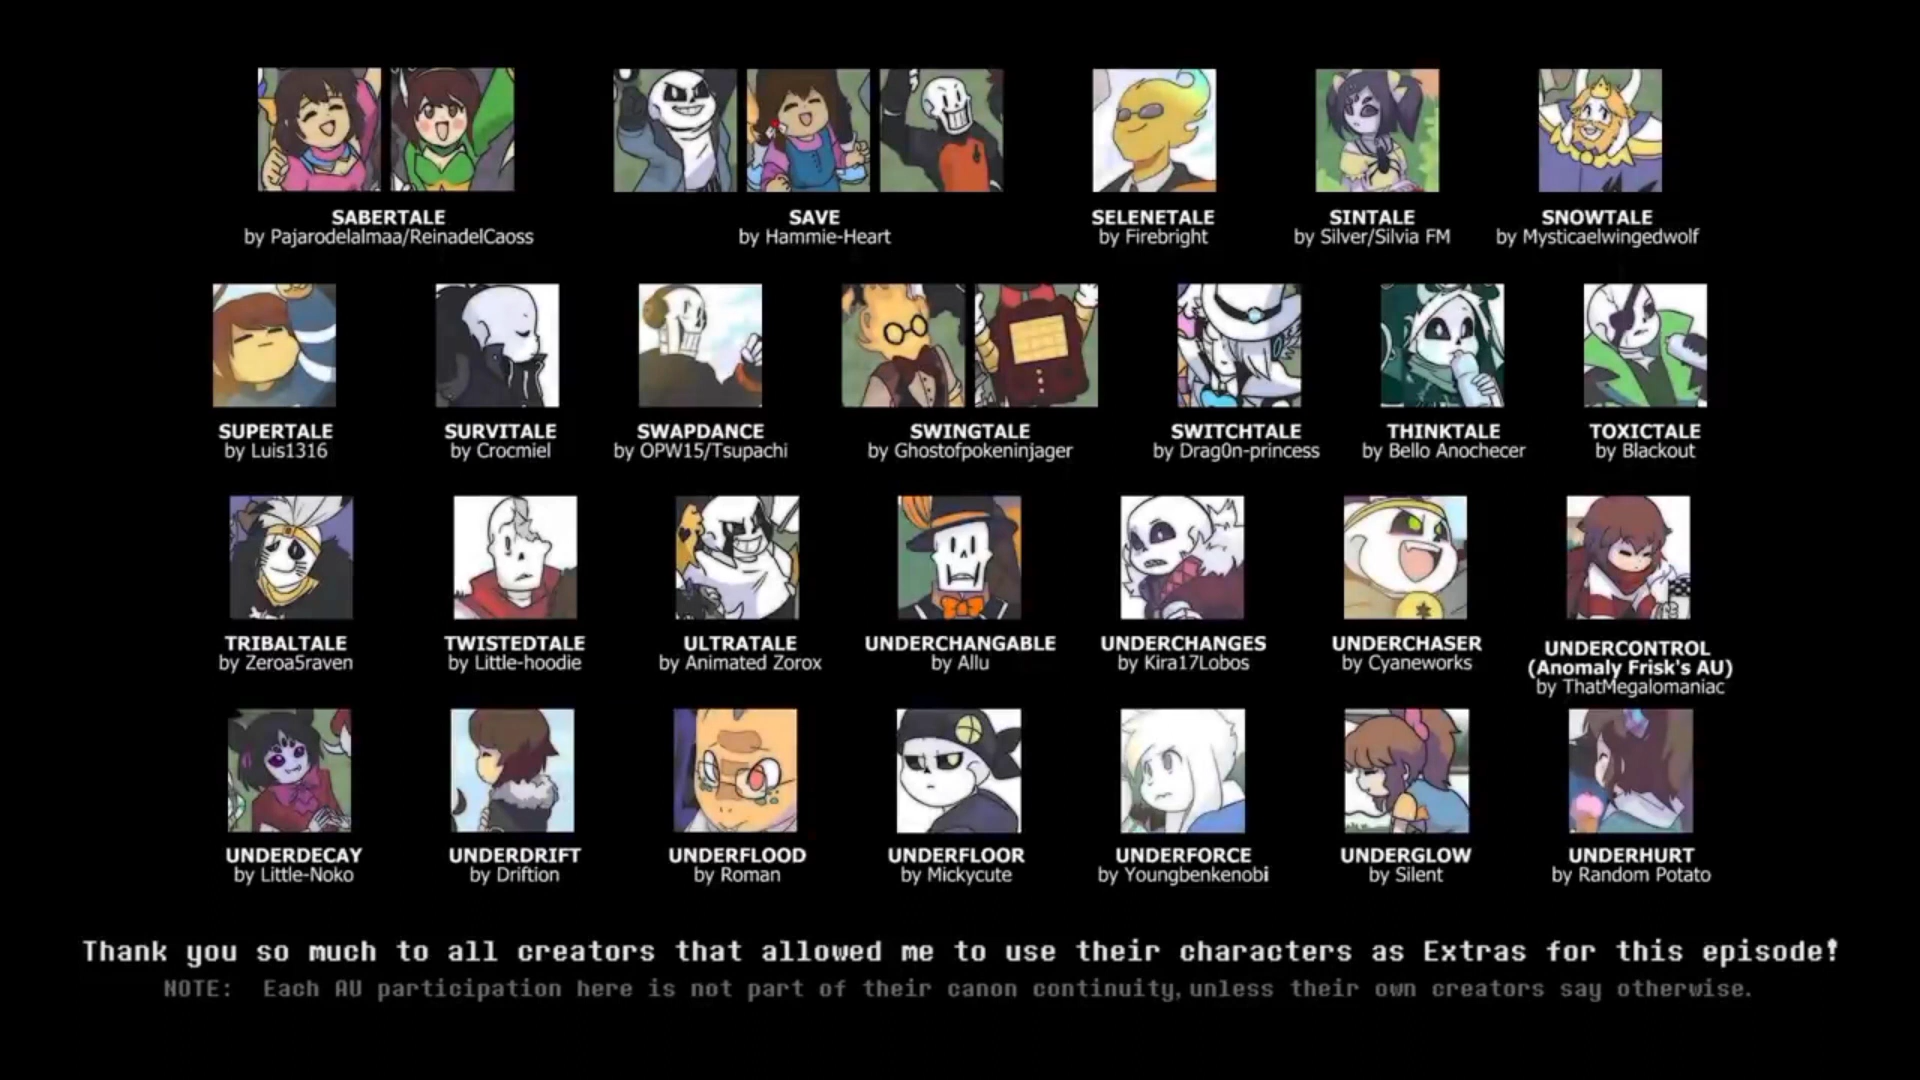 SABERTALE
by Pajarodelalmaa/ReinadelCaoss
SAVE
by Hammie-Heart
SELENETALE
by Firebright
SINTALE
by Silver/Silvia FM
SNOWTALE
by Mysticaelwingedwolf
SUPERTALE
by Luis1316
SURVITALE
by Crocmiel
SWAPDANCE
by OPW15/Tsupachi
SWINGTALE
by Ghostofpokeninjager
SWITCHTALE
by Drag0n-princess
THINKTALE
by Bello Anochecer
TOXICTALE
by Blackout
TRIBALTALE
by Zeroa5raven
TWISTEDTALE
by Little-hoodie
ULTRATALE
by Animated Zorox
UNDERCHANGABLE
by Allu
UNDERCHANGES
by Kira17Lobos
UNDERCHASER
by Cyaneworks
UNDERCONTROL
(Anomaly Frisk's AU)
by ThatMegalomaniac
UNDERDECAY
by Little-Noko
UNDERDRIFT
by Driftion
UNDERFLOOD
by Roman
UNDERFLOOR
by Mickycute
UNDERFORCE
by Youngbenkenobi
UNDERGLOW
by Silent
UNDERHURT
by Random Potato
Thank you so much to all creators that allowed me to use their characters as Extras for this episode!
NOTE: Each AU participation here is not part of their canon continuity, unless their own creators say otherwise.